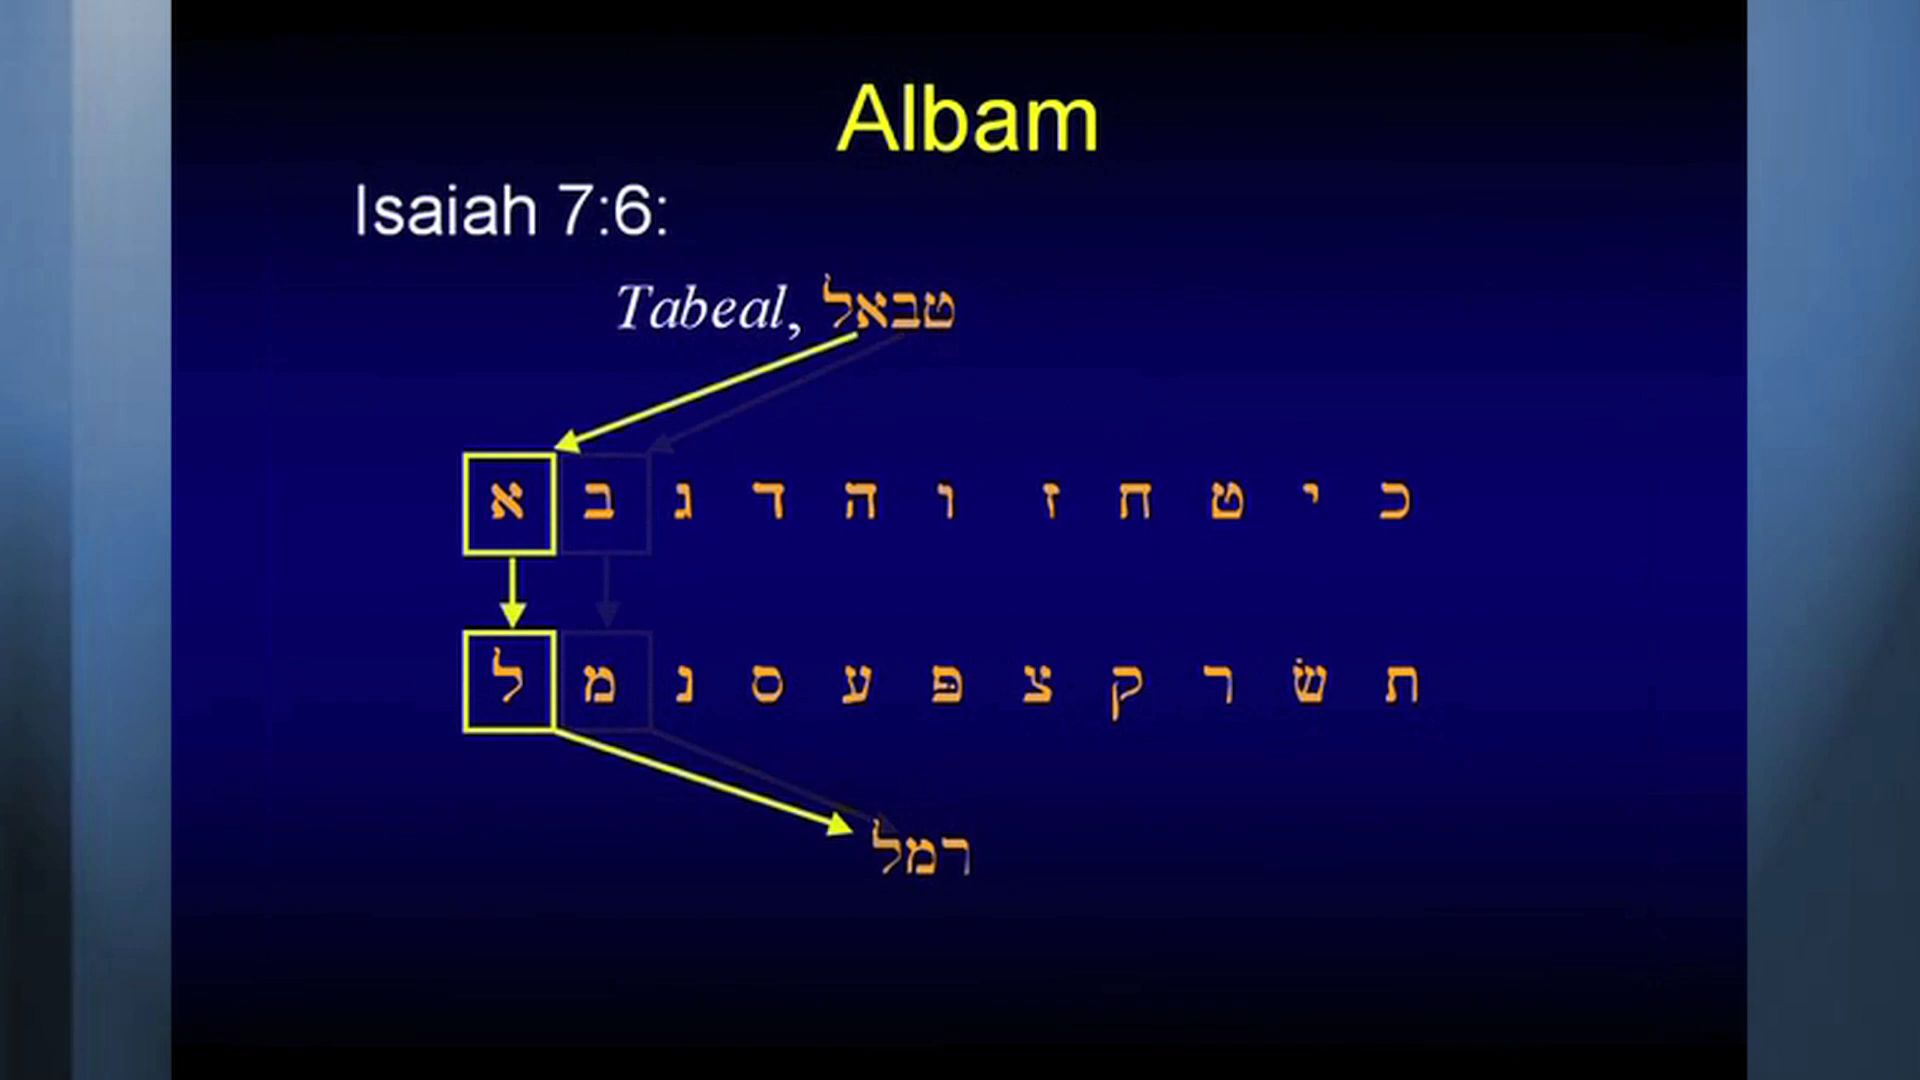 Albam
Isaiah 7:6:
Tabeal, טבאל
א ב ג ד ה ו ז ח ט י כ
ל מ נ ס ע פּ צ ק ר שׂ ת
רמל